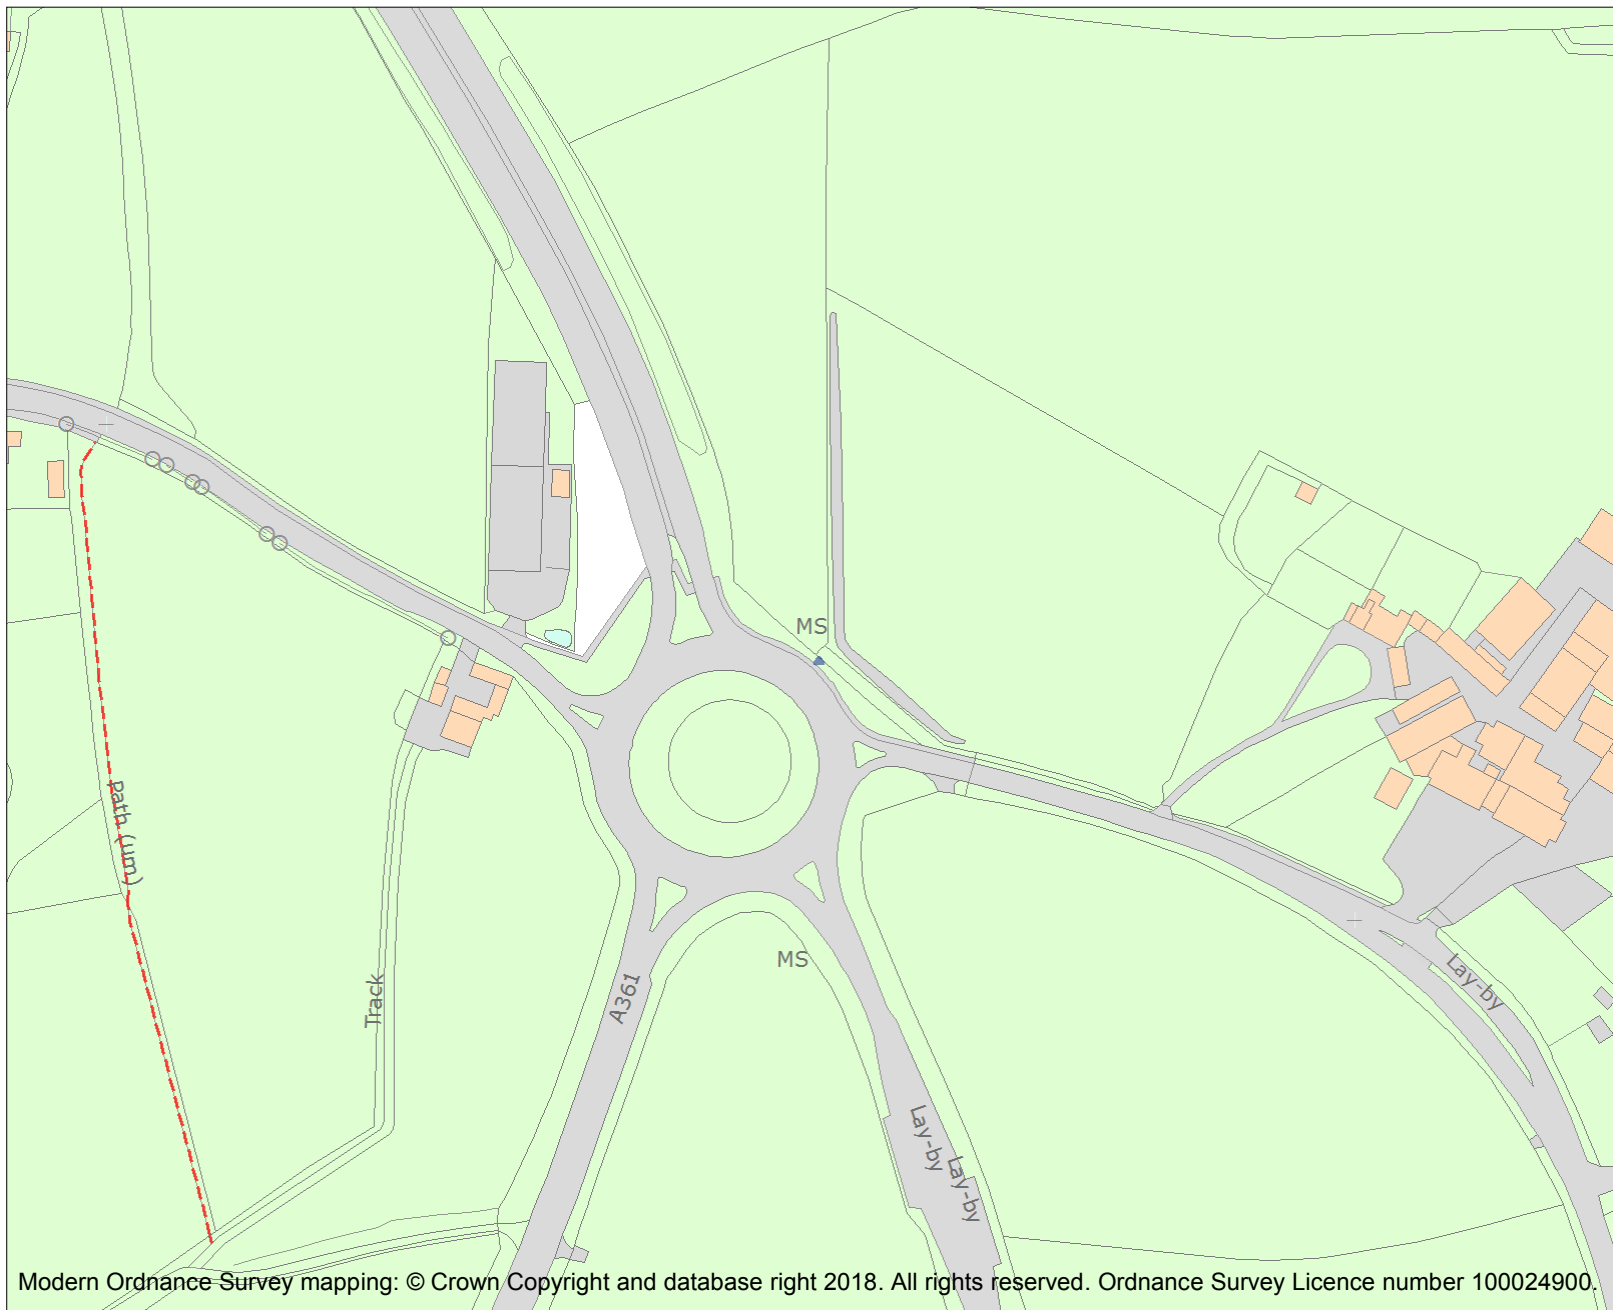 MS
Path (um)
MS
A361
Track
Lay-by
Lay-by
Lay-by
Modern Ordnance Survey mapping: © Crown Copyright and database right 2018. All rights reserved. Ordnance Survey Licence number 100024900.